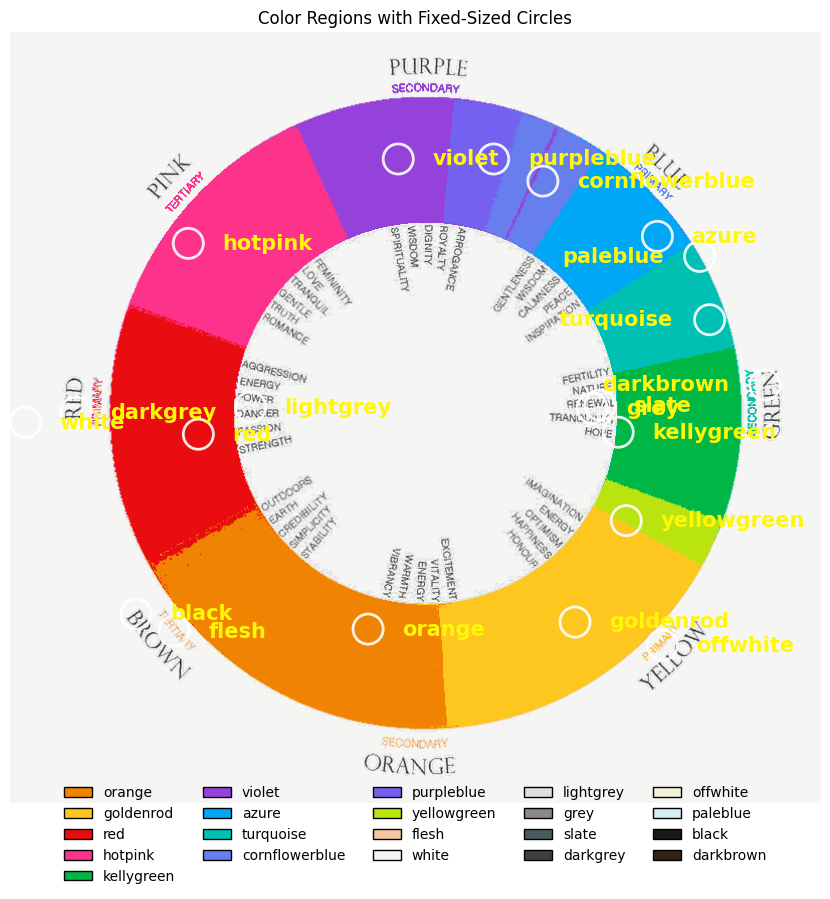 Color Regions with Fixed-Sized Circles
PURPLE
SECONDARY
violet
purpleblue
cornflowerblue
BLUE
PRIMARY
azure
paleblue
turquoise
PINK
TERTIARY
hotpink
SPIRITUALITY
WISDOM
DIGNITY
ROYALTY
ARROGANCE
GENTLENESS
WISDOM
CALMNESS
PEACE
INSPIRATION
FEMININITY
LOVE
TRANQUIL
GENTLE
TRUTH
ROMANCE
RED
PRIMARY
AGGRESSION
ENERGY
POWER
DANGER
PASSION
STRENGTH
white
darkgrey
red
lightgrey
FERTILITY
NATURE
RENEWAL
TRANQUILITY
HOPE
darkbrown
slate
grey
kellygreen
SECONDARY
GREEN
OUTDOORS
EARTH
CREDIBILITY
SIMPLICITY
STABILITY
IMAGINATION
ENERGY
OPTIMISM
HAPPINESS
HONOUR
yellowgreen
VIBRANCY
WARMTH
ENERGY
VITALITY
EXCITEMENT
black
flesh
TERTIARY
BROWN
orange
goldenrod
offwhite
PRIMARY
YELLOW
SECONDARY
ORANGE
orange
goldenrod
red
hotpink
kellygreen
violet
azure
turquoise
cornflowerblue
purpleblue
yellowgreen
flesh
white
lightgrey
grey
slate
darkgrey
offwhite
paleblue
black
darkbrown